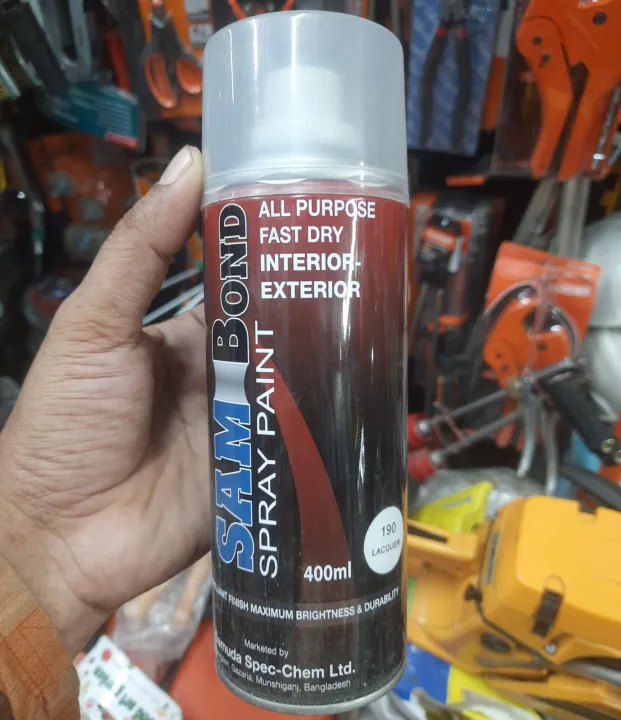 ALL PURPOSE
FAST DRY
INTERIOR-
EXTERIOR
SAM BOND
SPRAY PAINT
190
LACQUER
400ml
FINISH MAXIMUM BRIGHTNESS & DURABILITY
Marketed by
Spec-Chem Ltd.
Gazaria, Munshiganj, Bangladesh